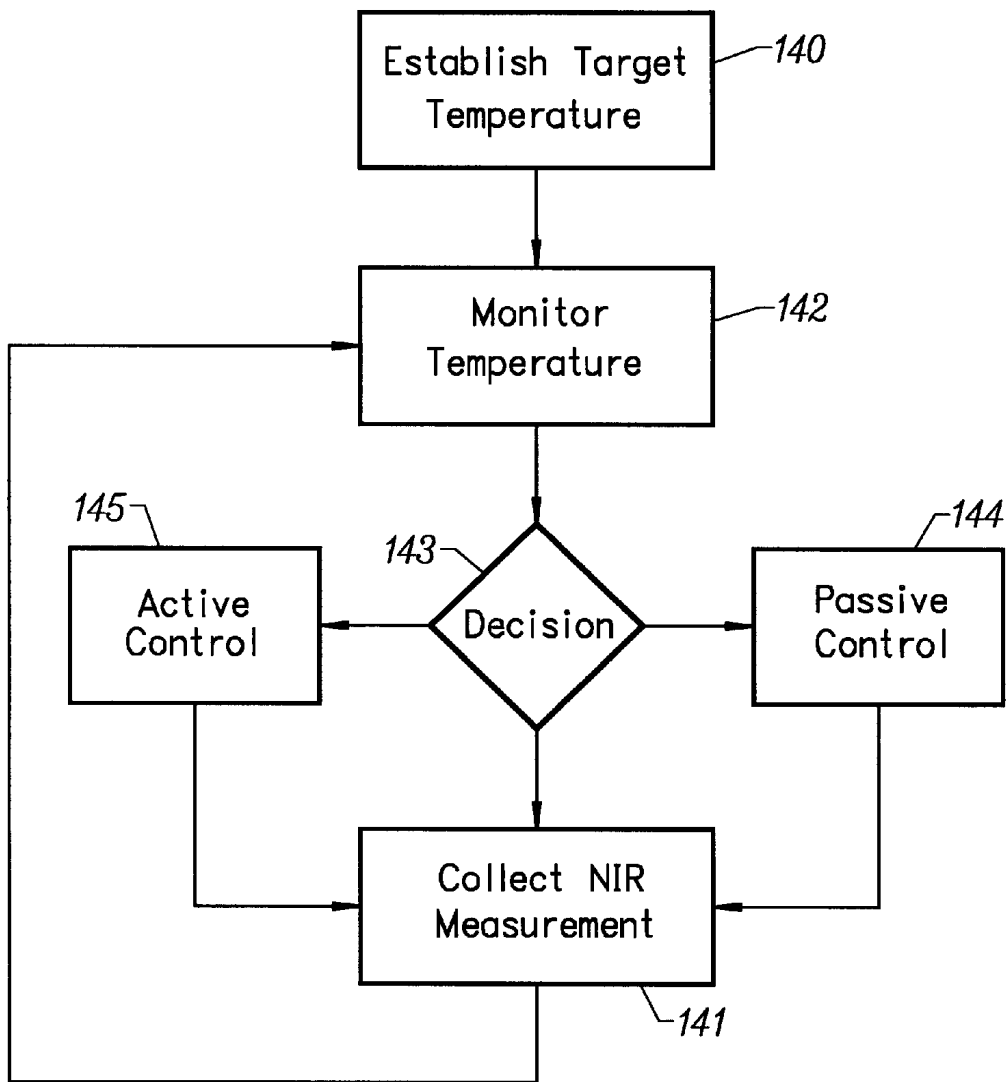 Establish Target
Temperature
140
Monitor
Temperature
142
145
Active
Control
143
Decision
144
Passive
Control
Collect NIR
Measurement
141